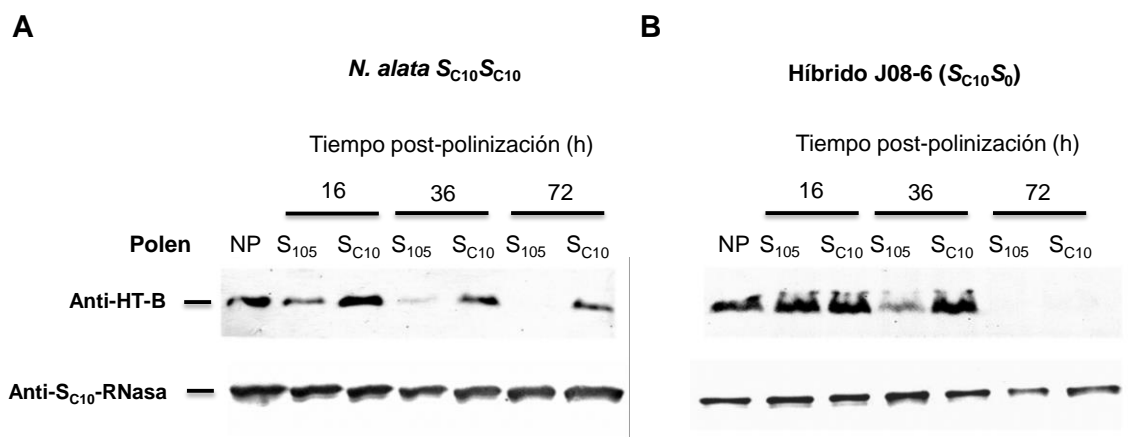 A
N. alata SC10SC10
Tiempo post-polinización (h)
16 36 72
Polen NP S105 SC10 S105 SC10 S105 SC10
Anti-HT-B
Anti-SC10-RNasa
B
Híbrido J08-6 (SC10S0)
Tiempo post-polinización (h)
16 36 72
NP S105 SC10 S105 SC10 S105 SC10